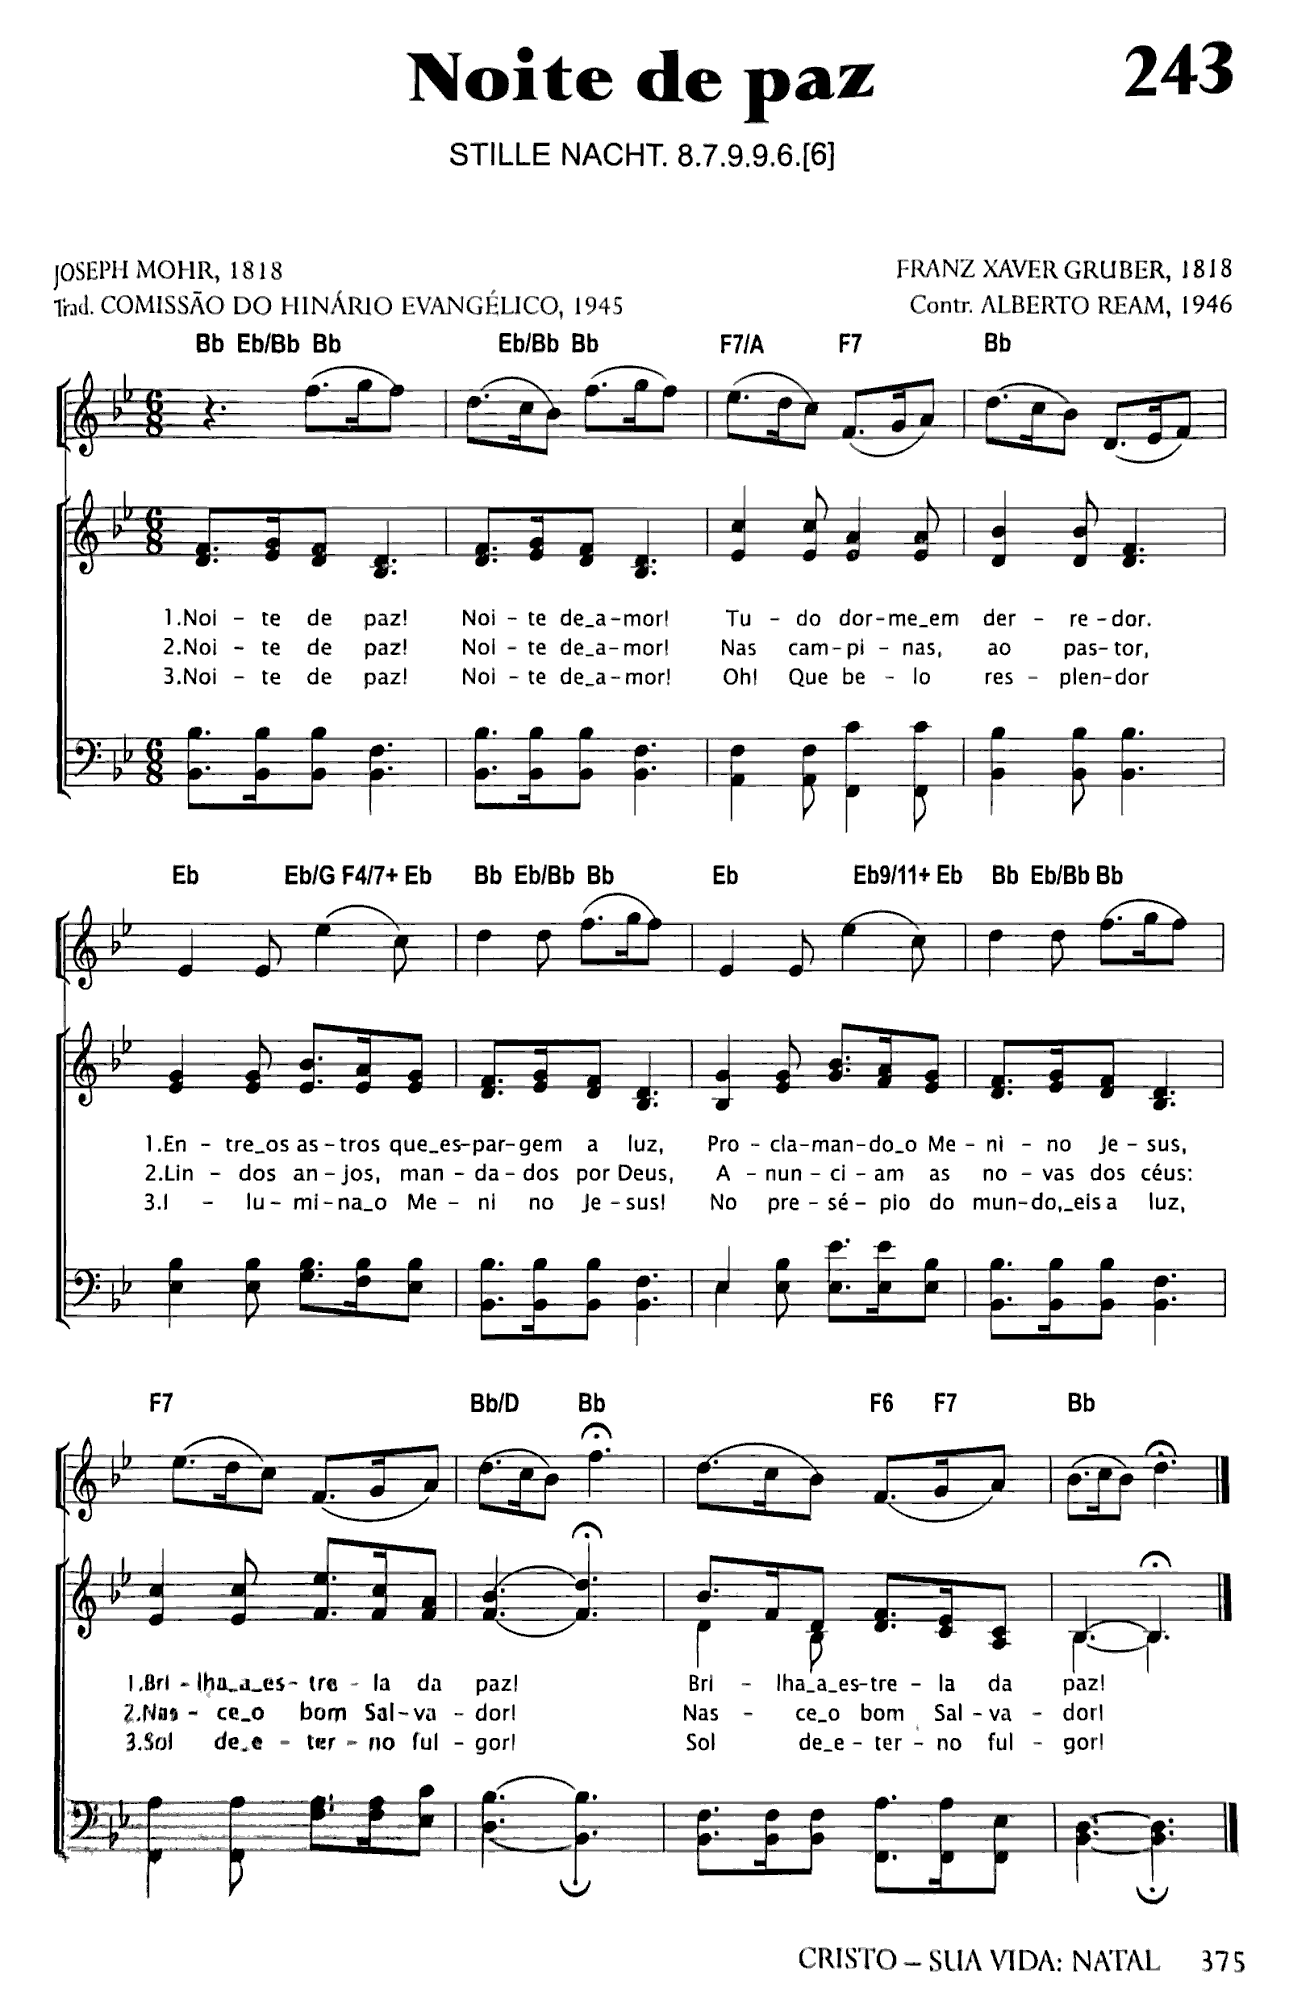 Noite de paz 243
STILLE NACHT. 8.7.9.9.6.[6]
JOSEPH MOHR, 1818 FRANZ XAVER GRUBER, 1818
Trad. COMISSÃO DO HINÁRIO EVANGÉLICO, 1945 Contr. ALBERTO REAM, 1946
Bb Eb/Bb Bb Eb/Bb Bb F7/A F7 Bb
1.Noi - te de paz! Noi - te de_a-mor! Tu - do dor-me_em der - re-dor.
2.Noi - te de paz! Noi - te de_a-mor! Nas cam-pi - nas, ao pas-tor,
3.Noi - te de paz! Noi - te de_a-mor! Oh! Que be - lo res - plen-dor
Eb Eb/G F4/7+ Eb Bb Eb/Bb Bb Eb Eb9/11+ Eb Bb Eb/Bb Bb
1.En - tre_os as-tros que_es-par-gem a luz, Pro - cla-man-do_o Me - ni - no Je - sus,
2.Lin - dos an-jos, man - da - dos por Deus, A - nun - ci - am as no - vas dos céus:
3.I - lu-mi-na_o Me - ni no Je - sus! No pre - sé - pio do mun-do,_eis a luz,
F7 Bb/D Bb F6 F7 Bb
1.Bri - lha_a_es- tre - la da paz! Bri - lha_a_es-tre - la da paz!
2.Nas - ce_o bom Sal-va - dor! Nas - ce_o bom Sal-va - dor!
3.Sol de_e - ter - no ful - gor! Sol de_e - ter - no ful - gor!
CRISTO – SUA VIDA: NATAL 375